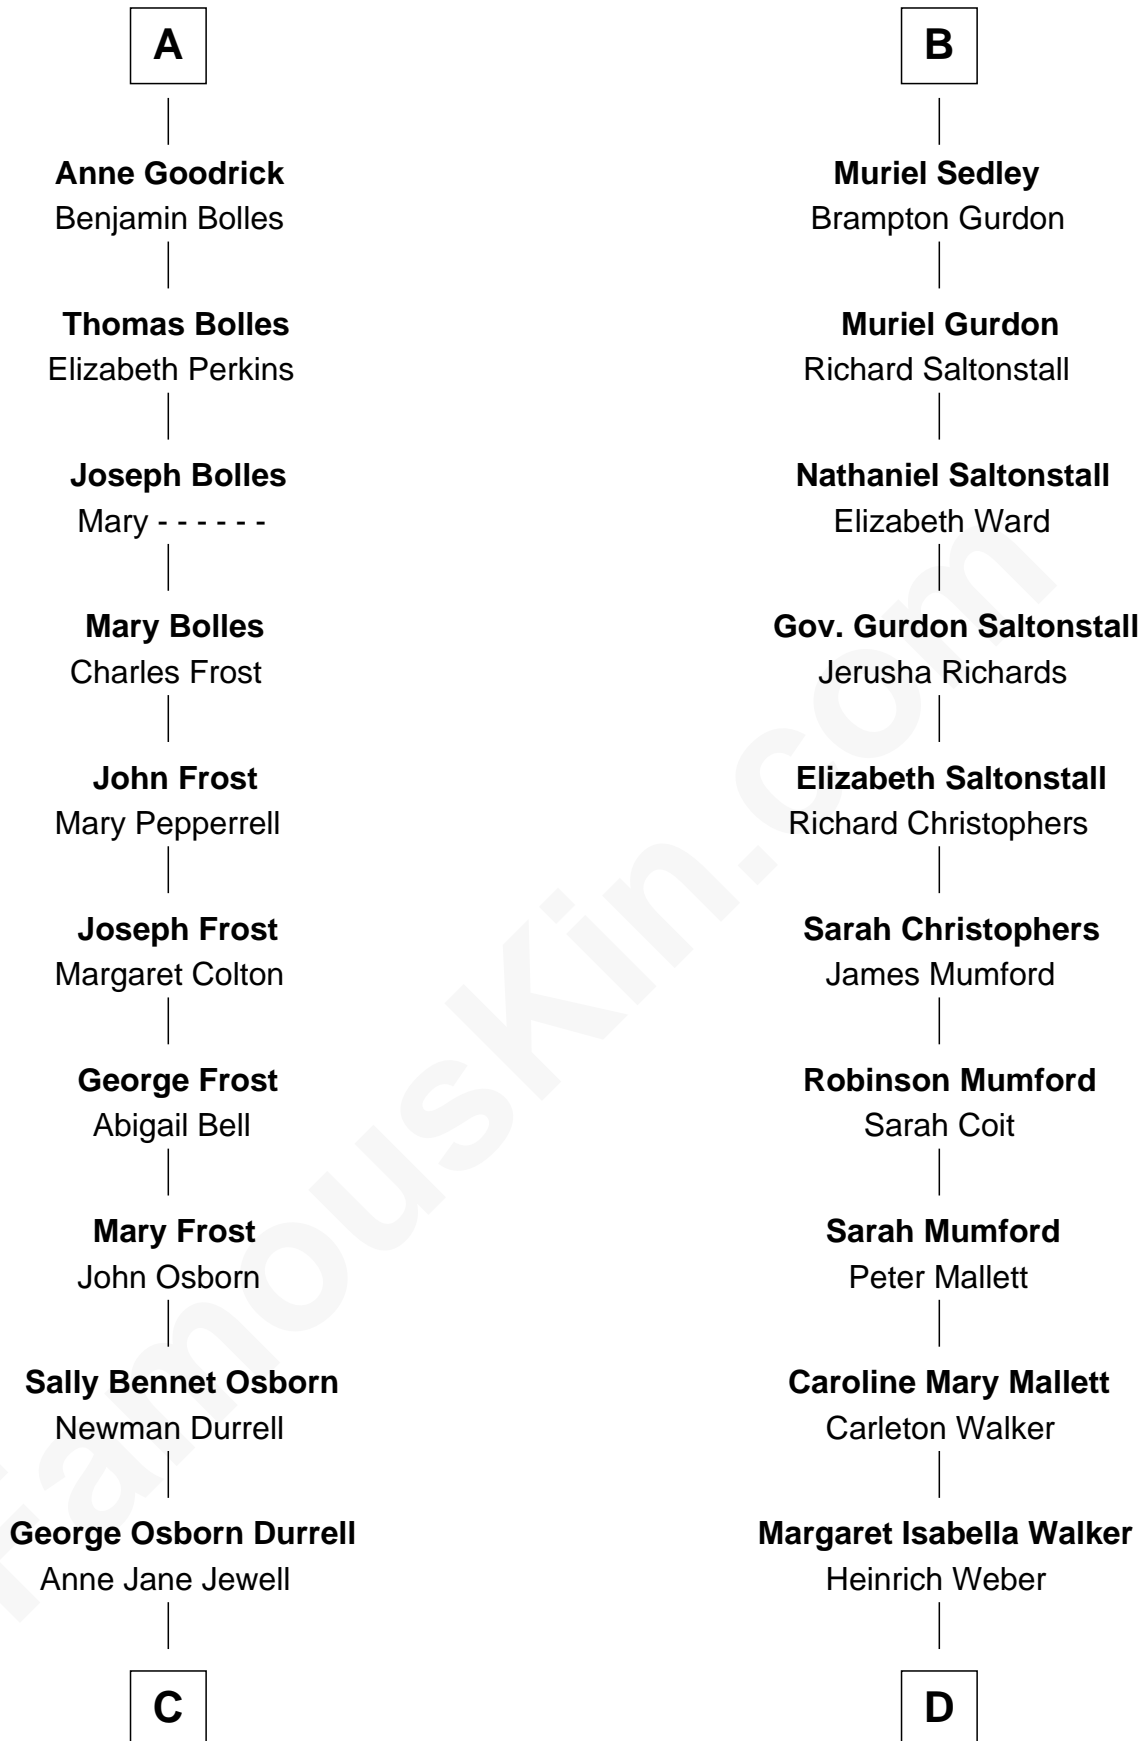 A
Anne Goodrick
Benjamin Bolles
Thomas Bolles
Elizabeth Perkins
Joseph Bolles
Mary - - - - - -
Mary Bolles
Charles Frost
John Frost
Mary Pepperrell
Joseph Frost
Margaret Colton
George Frost
Abigail Bell
Mary Frost
John Osborn
Sally Bennet Osborn
Newman Durrell
George Osborn Durrell
Anne Jane Jewell
C
B
Muriel Sedley
Brampton Gurdon
Muriel Gurdon
Richard Saltonstall
Nathaniel Saltonstall
Elizabeth Ward
Gov. Gurdon Saltonstall
Jerusha Richards
Elizabeth Saltonstall
Richard Christophers
Sarah Christophers
James Mumford
Robinson Mumford
Sarah Coit
Sarah Mumford
Peter Mallett
Caroline Mary Mallett
Carleton Walker
Margaret Isabella Walker
Heinrich Weber
D
FamousKin.com